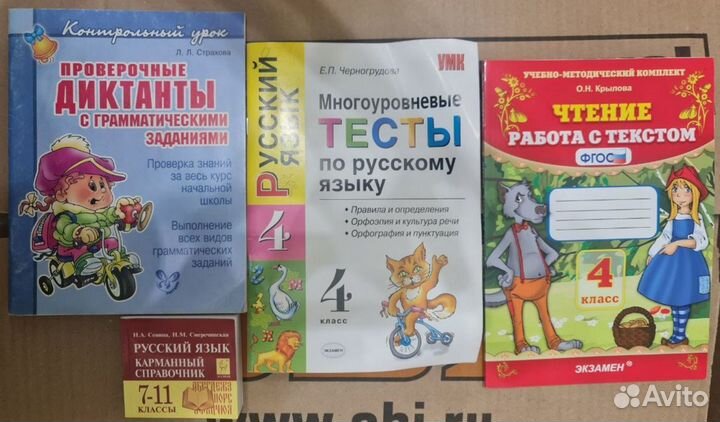 Контрольный урок
Л. Л. Страхова
ПРОВЕРОЧНЫЕ
ДИКТАНТЫ
С ГРАММАТИЧЕСКИМИ
ЗАДАНИЯМИ
Проверка знаний
за весь курс
начальной
школы
Выполнение
всех видов
грамматических
заданий
РУССКИЙ
ЯЗЫК
4
УМК
Е.П. Черногрудова
Многоуровневые
ТЕСТЫ
по русскому
языку
• Правила и определения
• Орфоэпия и культура речи
• Орфография и пунктуация
4
класс
ЭКЗАМЕН
УЧЕБНО-МЕТОДИЧЕСКИЙ КОМПЛЕКТ
О.Н. Крылова
ЧТЕНИЕ
РАБОТА С ТЕКСТОМ
ФГОС
4
класс
ЭКЗАМЕН®
Н.А. Сенина, Н.М. Смеречинская
РУССКИЙ ЯЗЫК
КАРМАННЫЙ
СПРАВОЧНИК
7-11
КЛАССЫ
www.obi.ru
Avito